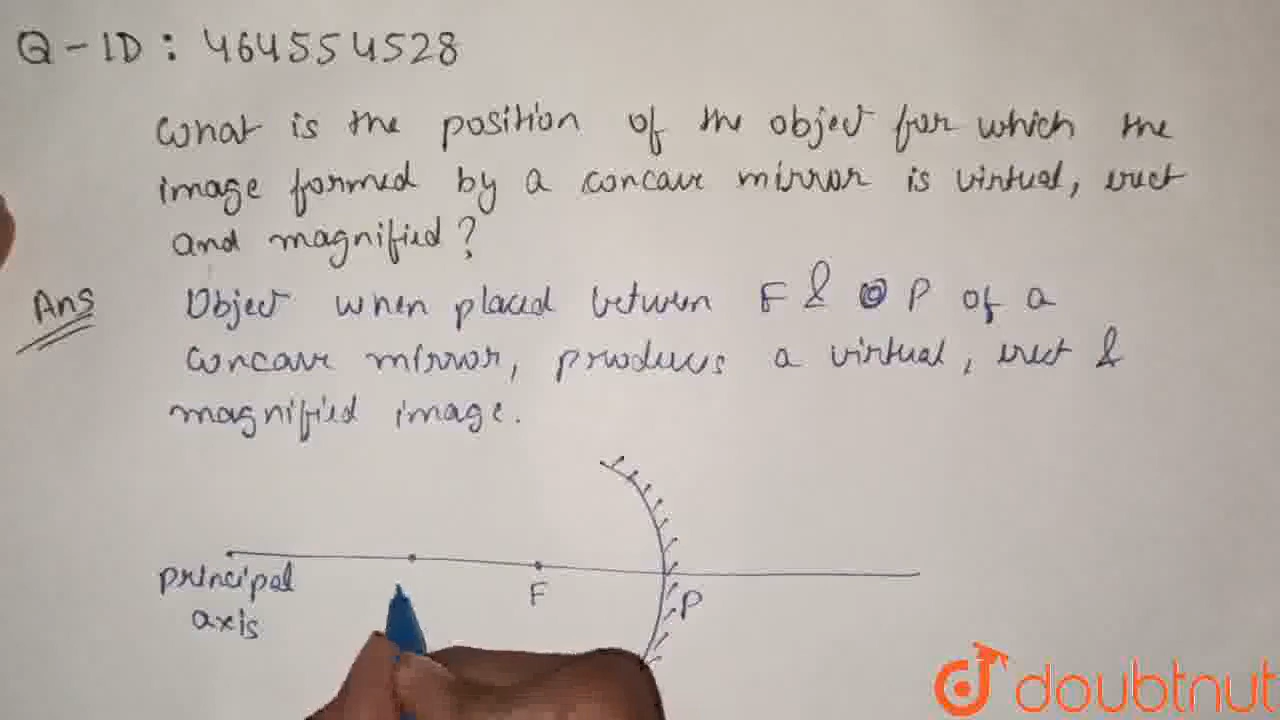 Q-ID: 464554528
What is the position of the object for which the
image formed by a concave mirror is virtual, erect
and magnified?
Ans Object when placed between F & P of a
concave mirror, produces a virtual, erect &
magnified image.
principal
axis
F
P
doubtnut